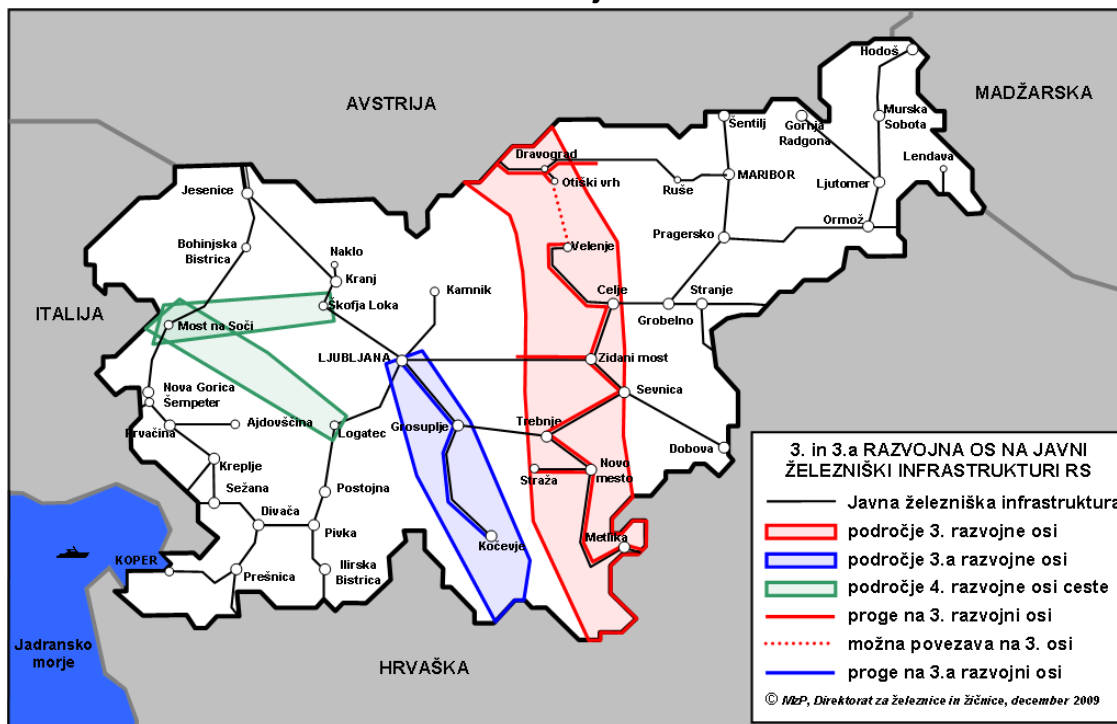 Hodoš
MADŽARSKA
AVSTRIJA
Šentilj
Gornja
Radgona
Murska
Sobota
Dravograd
Lendava
Otiški vrh
Ruše
MARIBOR
Ljutomer
Jesenice
Ormož
Pragersko
Bohinjska
Bistrica
Velenje
Naklo
Kranj
Kamnik
Celje
Stranje
Škofja Loka
ITALIJA
Grobelno
Most na Soči
LJUBLJANA
Zidani most
Nova Gorica
Šempeter
Sevnica
Prvačina
Ajdovščina
Logatec
Grosuplje
Trebnje
Dobova
Kreplje
Straža
Novo
mesto
Sežana
Postojna
Divača
Pivka
Kočevje
Metlika
KOPER
Prešnica
Ilirska
Bistrica
Jadransko
morje
HRVAŠKA
3. in 3.a RAZVOJNA OS NA JAVNI
ŽELEZNIŠKI INFRASTRUKTURI RS
Javna železniška infrastruktura
področje 3. razvojne osi
področje 3.a razvojne osi
področje 4. razvojne osi ceste
proge na 3. razvojni osi
možna povezava na 3. osi
proge na 3.a razvojni osi
© MzP, Direktorat za železnice in žičnice, december 2009